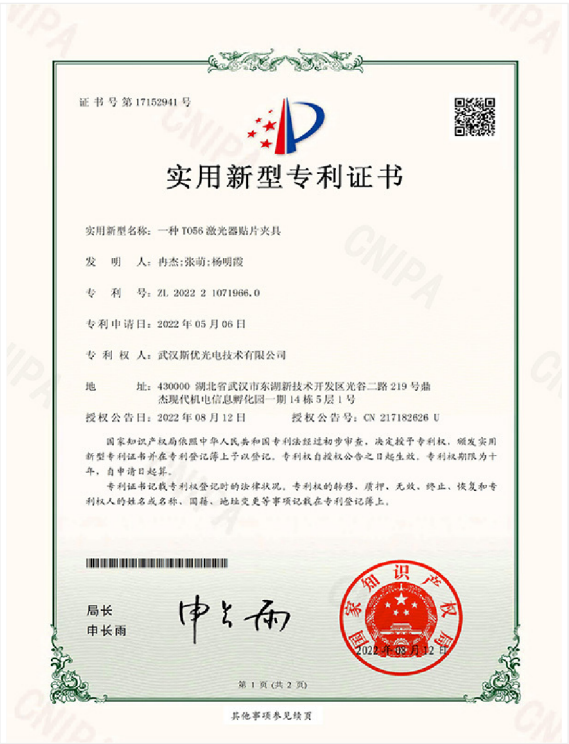 证书号第17152941号
实用新型专利证书
实用新型名称：一种TO56激光器贴片夹具
发 明 人：冉杰;张萌;杨明霞
专 利 号：ZL 2022 2 1071966.0
专利申请日：2022年05月06日
专 利 权 人：武汉斯优光电技术有限公司
地 址：430000 湖北省武汉市东湖新技术开发区光谷二路219号鼎
杰现代机电信息孵化园一期14栋5层1号
授权公告日：2022年08月12日 授权公告号：CN 217182626 U
国家知识产权局依照中华人民共和国专利法经过初步审查，决定授予专利权，颁发实用
新型专利证书并在专利登记簿上予以登记。专利权自授权公告之日起生效。专利权期限为十
年，自申请日起算。
专利证书记载专利权登记时的法律状况。专利权的转移、质押、无效、终止、恢复和专
利权人的姓名或名称、国籍、地址变更等事项记载在专利登记簿上。
局长
申长雨
申长雨
国家知识产权局
2022年08月12日
第 1 页 (共 2 页)
其他事项参见续页
CNIPA
CNIPA
CNIPA
CNIPA